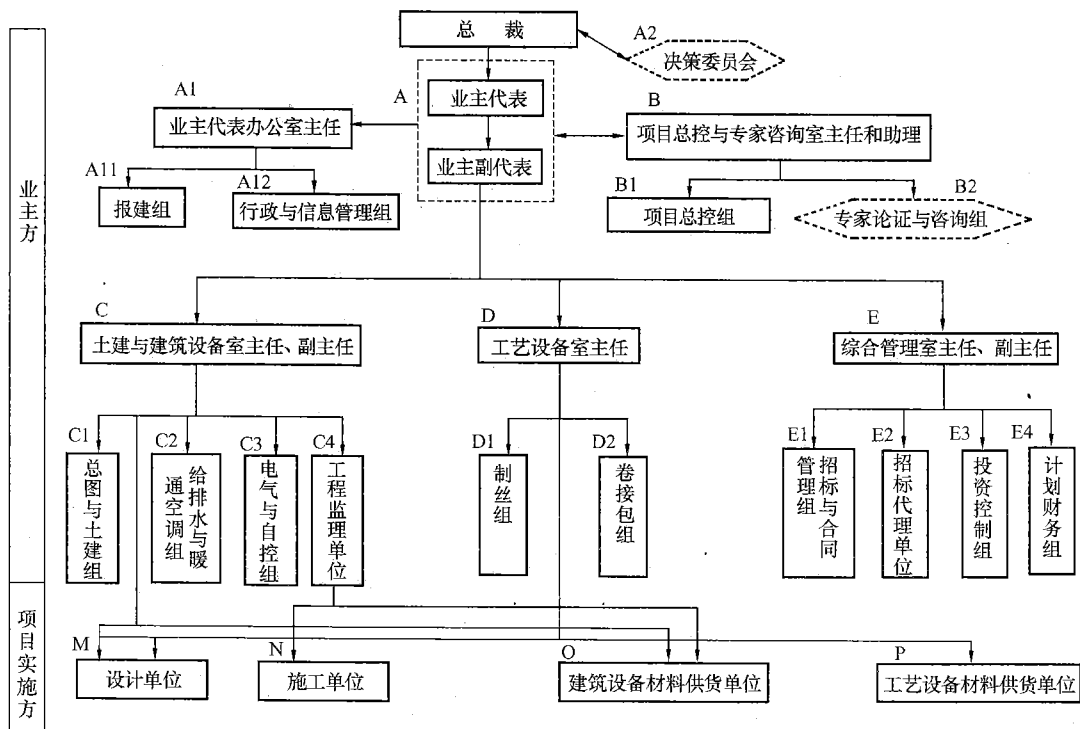 总 裁
A2
决策委员会
A
业主代表
业主副代表
A1
业主代表办公室主任
A11
报建组
A12
行政与信息管理组
B
项目总控与专家咨询室主任和助理
B1
项目总控组
B2
专家论证与咨询组
业主方
C
土建与建筑设备室主任、副主任
D
工艺设备室主任
E
综合管理室主任、副主任
C1
总图与土建组
C2
给排水与暖
通空调组
C3
电气与自控组
C4
工程监理单位
D1
制丝组
D2
卷接包组
E1
招标与合同
管理组
E2
招标代理单位
E3
投资控制组
E4
计划财务组
项目实施方
M
设计单位
N
施工单位
O
建筑设备材料供货单位
P
工艺设备材料供货单位